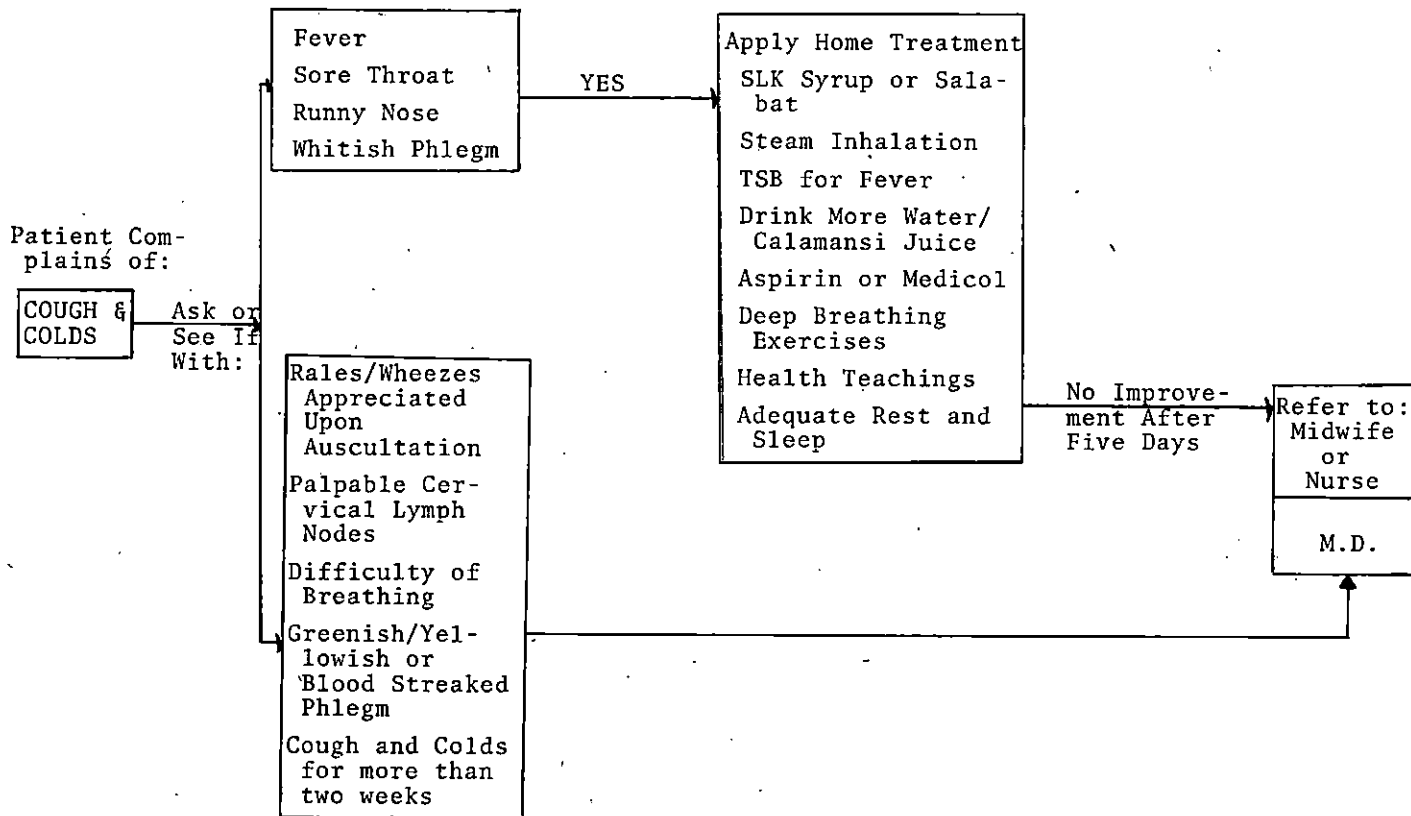 Patient Com-
plains of:
COUGH &
COLDS
Ask or
See If
With:
Fever
Sore Throat
Runny Nose
Whitish Phlegm
YES
Apply Home Treatment
SLK Syrup or Sala-
bat
Steam Inhalation
TSB for Fever
Drink More Water/
Calamansi Juice
Aspirin or Medicol
Deep Breathing
Exercises
Health Teachings
Adequate Rest and
Sleep
No Improve-
ment After
Five Days
Refer to:
Midwife
or
Nurse
M.D.
Rales/Wheezes
Appreciated
Upon
Auscultation
Palpable Cer-
vical Lymph
Nodes
Difficulty of
Breathing
Greenish/Yel-
lowish or
Blood Streaked
Phlegm
Cough and Colds
for more than
two weeks